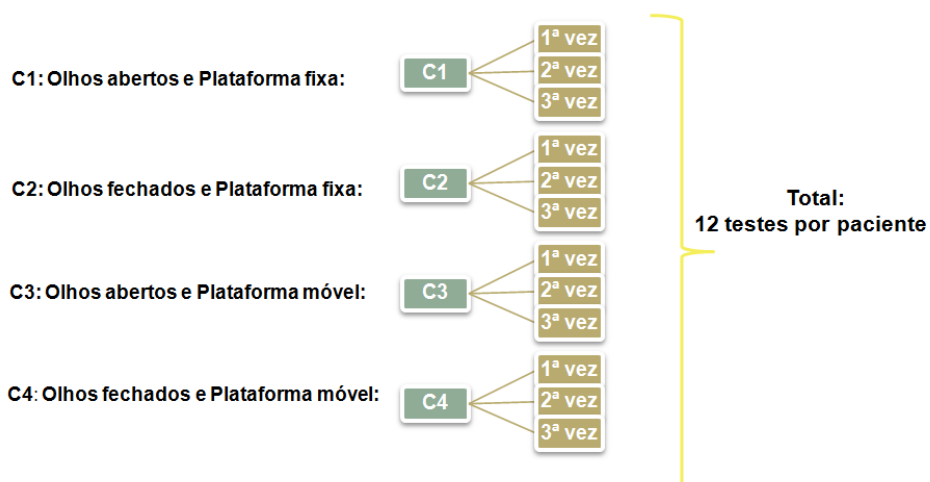 C1: Olhos abertos e Plataforma fixa:
C1
1ª vez
2ª vez
3ª vez
C2: Olhos fechados e Plataforma fixa:
C2
1ª vez
2ª vez
3ª vez
C3: Olhos abertos e Plataforma móvel:
C3
1ª vez
2ª vez
3ª vez
C4: Olhos fechados e Plataforma móvel:
C4
1ª vez
2ª vez
3ª vez
Total:
12 testes por paciente